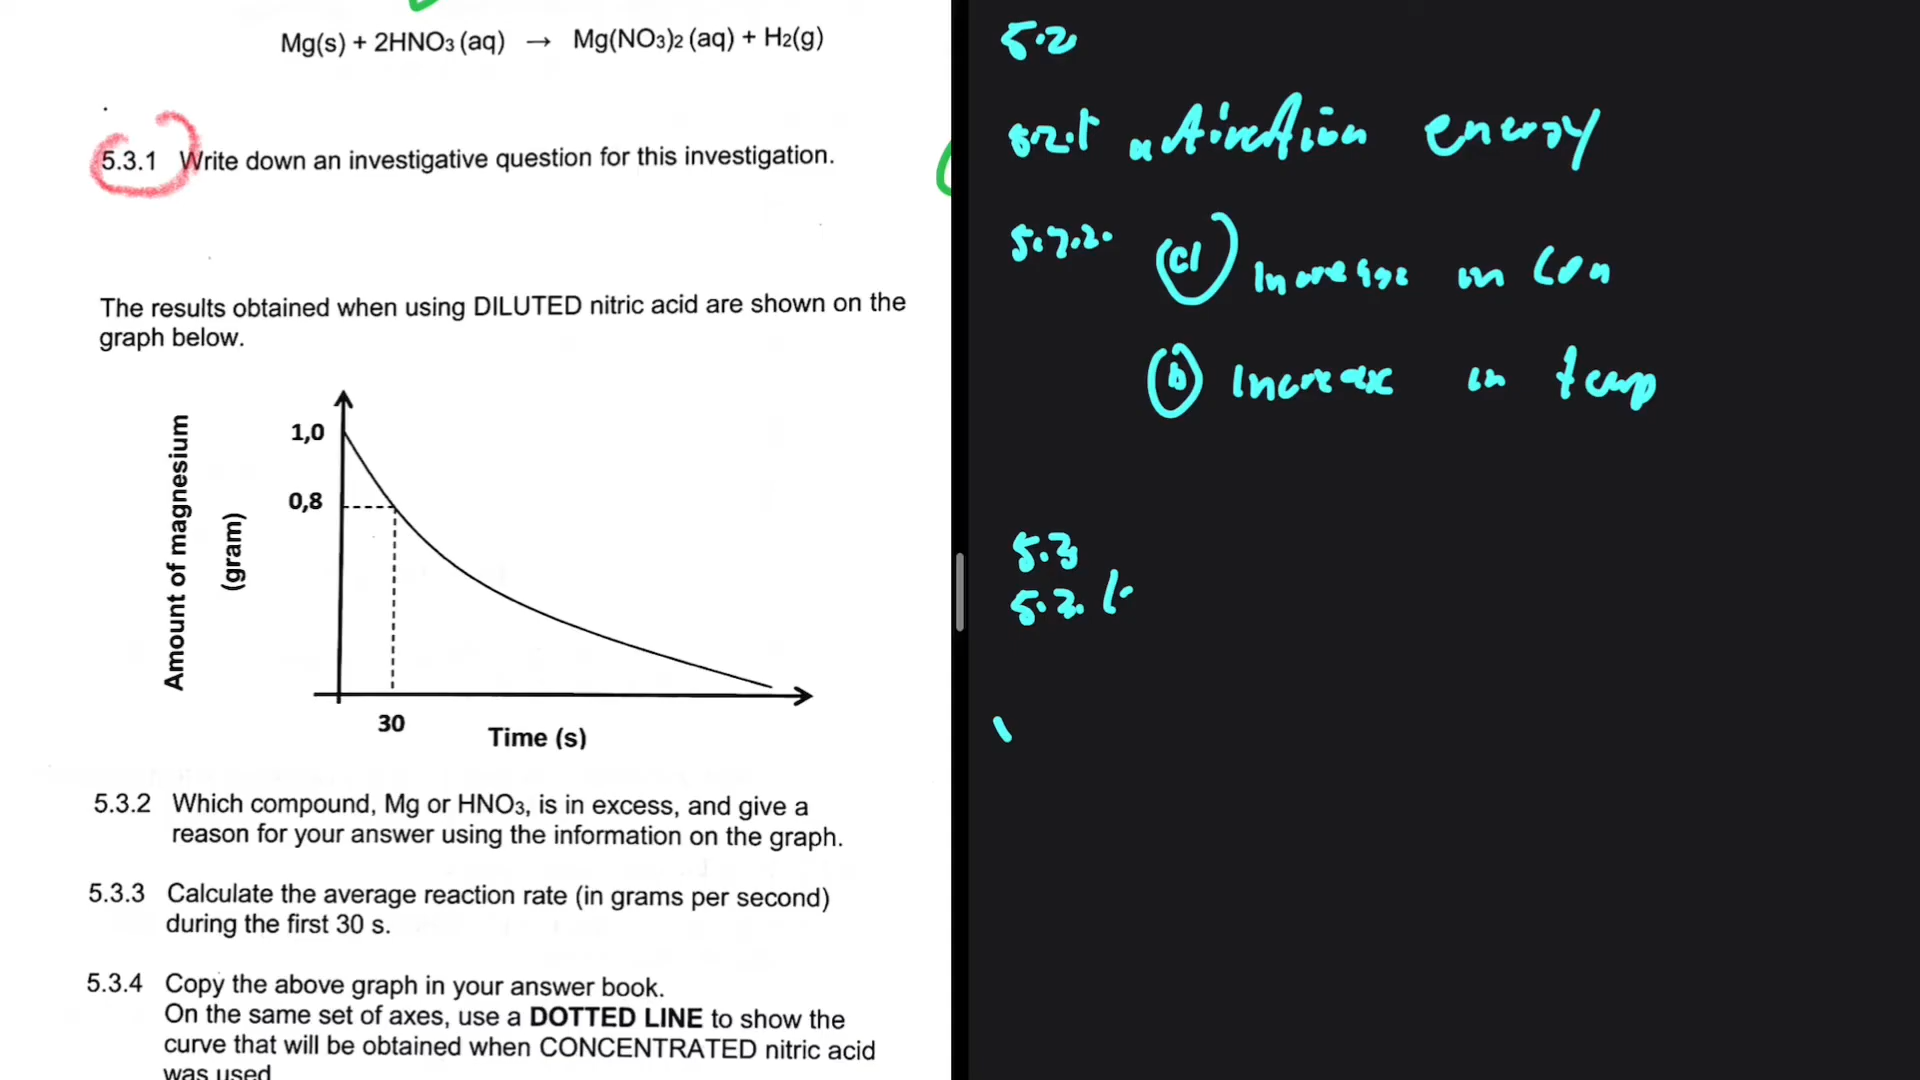 Mg(s) + 2HNO3 (aq) → Mg(NO3)2 (aq) + H2(g)
5.3.1 Write down an investigative question for this investigation.
The results obtained when using DILUTED nitric acid are shown on the
graph below.
Amount of magnesium
(gram)
1,0
0,8
30
Time (s)
5.3.2 Which compound, Mg or HNO3, is in excess, and give a
reason for your answer using the information on the graph.
5.3.3 Calculate the average reaction rate (in grams per second)
during the first 30 s.
5.3.4 Copy the above graph in your answer book.
On the same set of axes, use a DOTTED LINE to show the
curve that will be obtained when CONCENTRATED nitric acid
was used
5.2
5.2.1 activation energy
(a) Increase in Con
(b) Increase in temp
5.3
5.3.1.